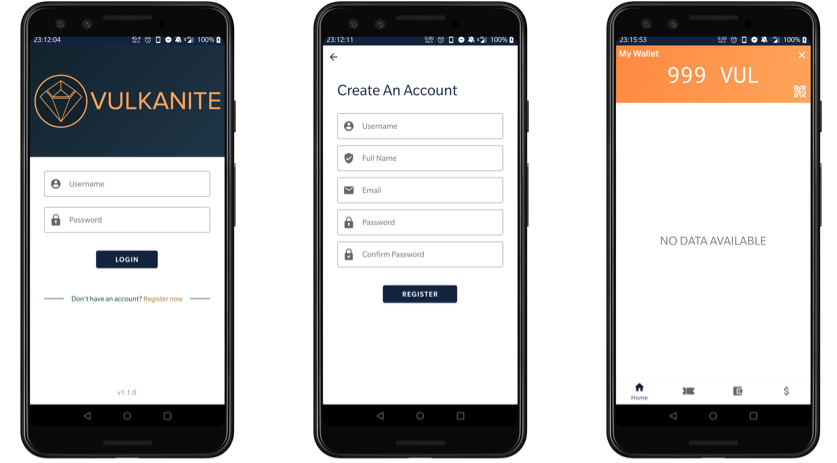 23:12:04
100%
VULKANITE
Username
Password
LOGIN
Don't have an account? Register now
v1.1.0
23:12:11
100%
Create An Account
Username
Full Name
Email
Password
Confirm Password
REGISTER
23:15:53
100%
My Wallet
999 VUL
NO DATA AVAILABLE
Home
$